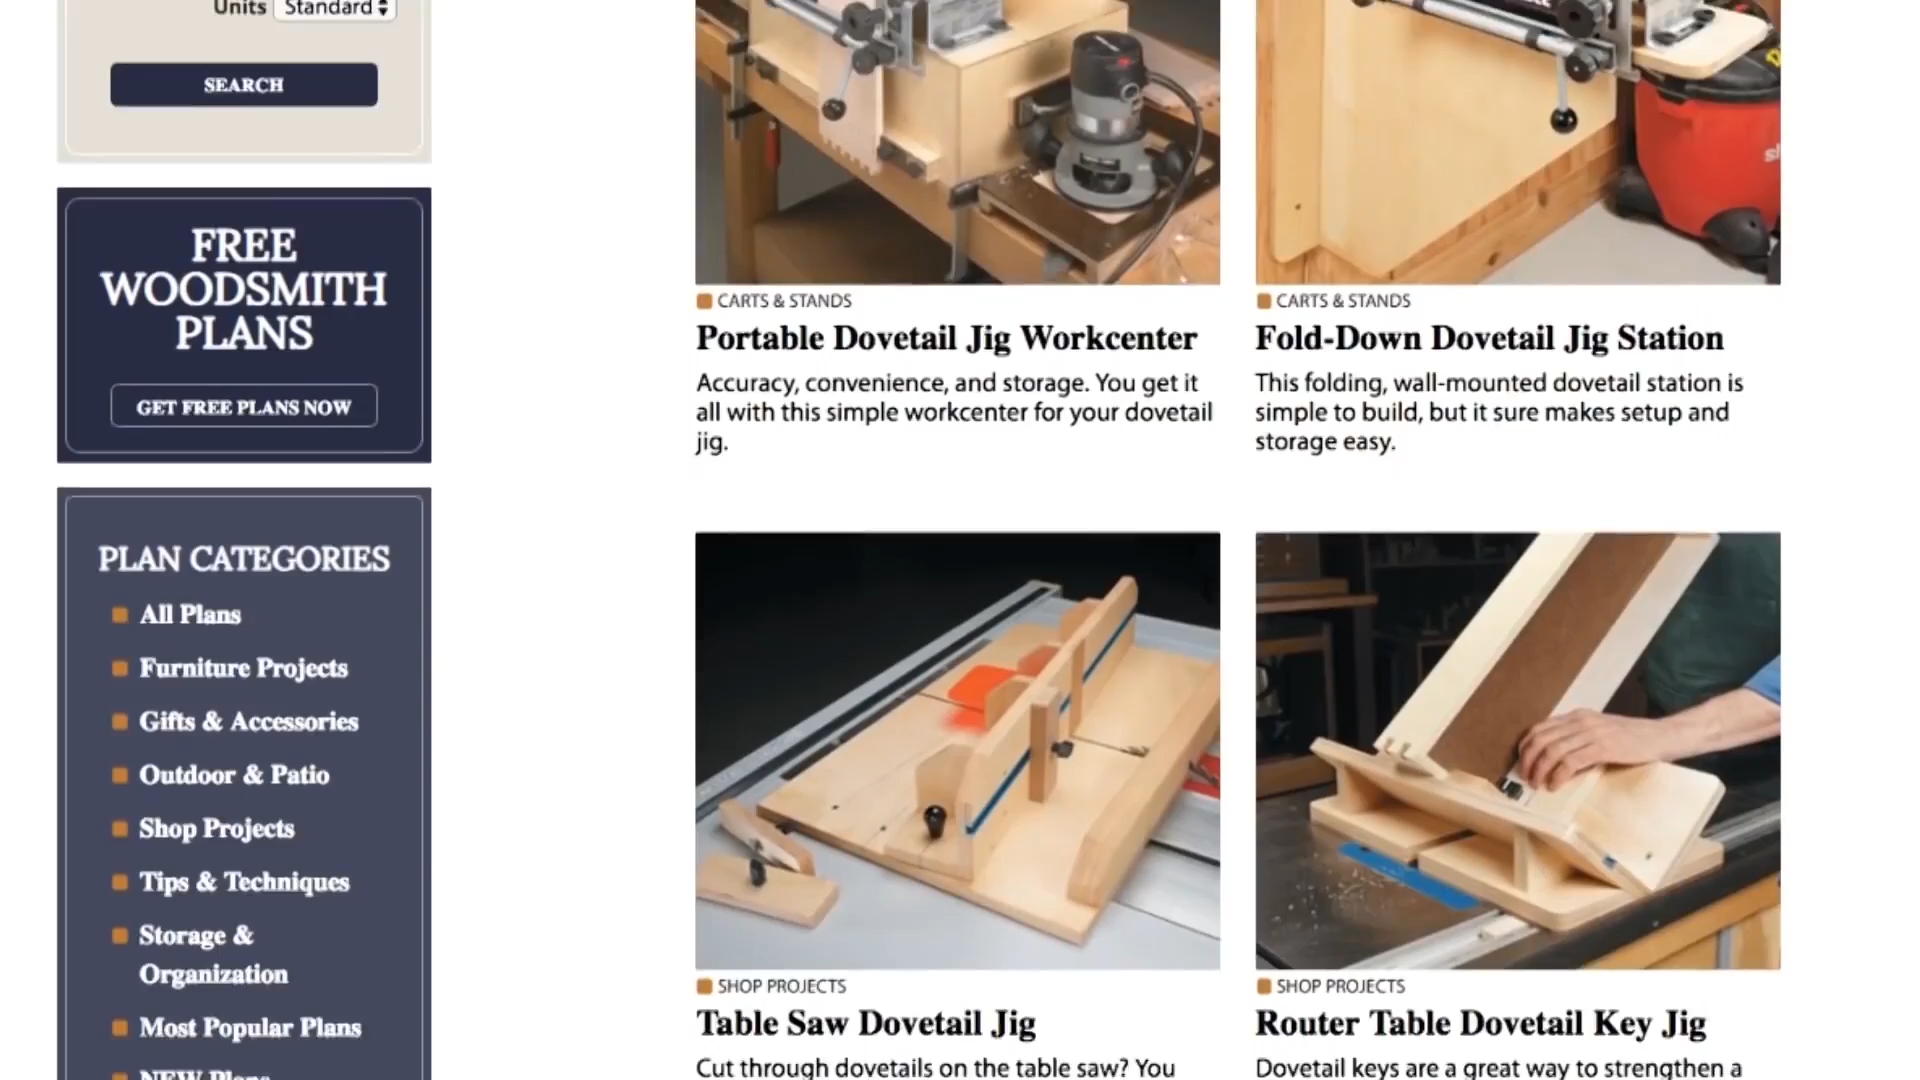 Units Standard
SEARCH
FREE
WOODSMITH
PLANS
GET FREE PLANS NOW
PLAN CATEGORIES
All Plans
Furniture Projects
Gifts & Accessories
Outdoor & Patio
Shop Projects
Tips & Techniques
Storage &
Organization
Most Popular Plans
NEW Plans
CARTS & STANDS
Portable Dovetail Jig Workcenter
Accuracy, convenience, and storage. You get it
all with this simple workcenter for your dovetail
jig.
CARTS & STANDS
Fold-Down Dovetail Jig Station
This folding, wall-mounted dovetail station is
simple to build, but it sure makes setup and
storage easy.
SHOP PROJECTS
Table Saw Dovetail Jig
Cut through dovetails on the table saw? You
SHOP PROJECTS
Router Table Dovetail Key Jig
Dovetail keys are a great way to strengthen a